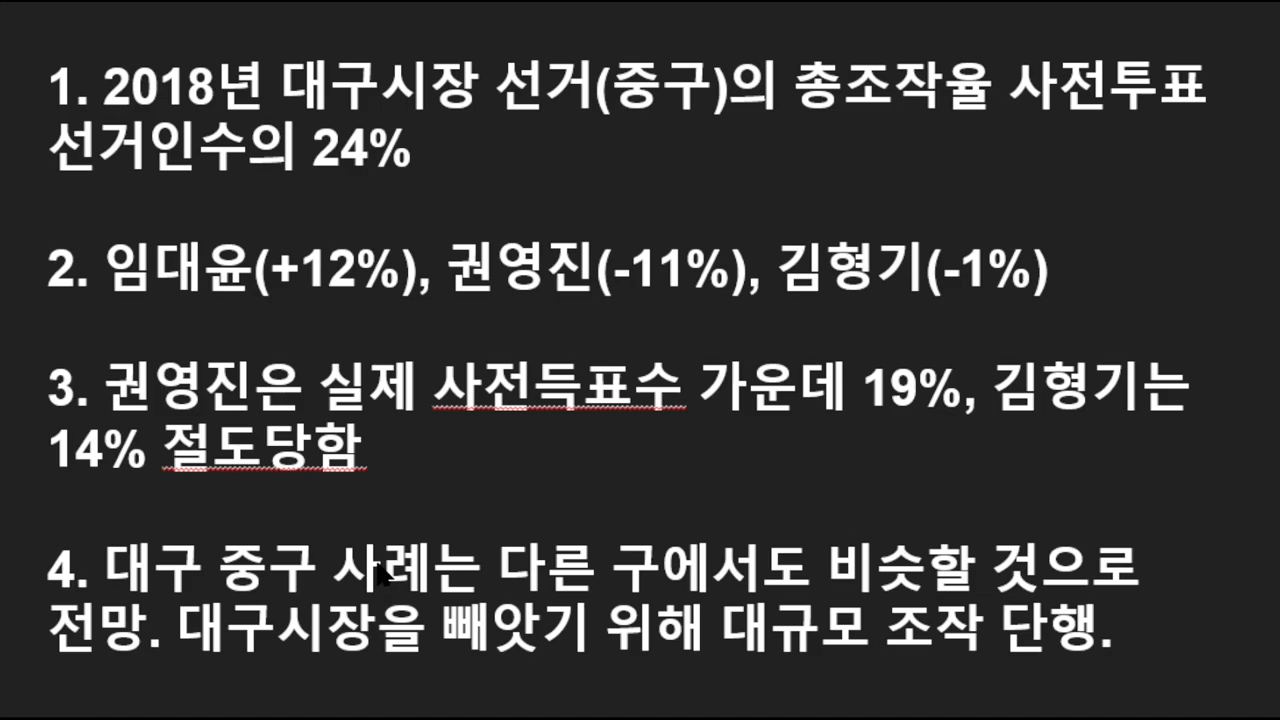 1. 2018년 대구시장 선거(중구)의 총조작율 사전투표
선거인수의 24%
2. 임대윤(+12%), 권영진(-11%), 김형기(-1%)
3. 권영진은 실제 사전득표수 가운데 19%, 김형기는
14% 절도당함
4. 대구 중구 사례는 다른 구에서도 비슷할 것으로
전망. 대구시장을 빼앗기 위해 대규모 조작 단행.